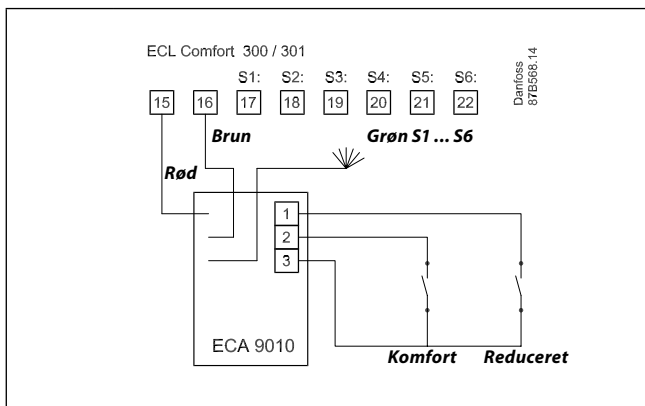 ECL Comfort 300 / 301
S1: S2: S3: S4: S5: S6:
15 16 17 18 19 20 21 22
Danfoss
87B568.14
Brun
Grøn S1 ... S6
Rød
1
2
3
ECA 9010
Komfort Reduceret